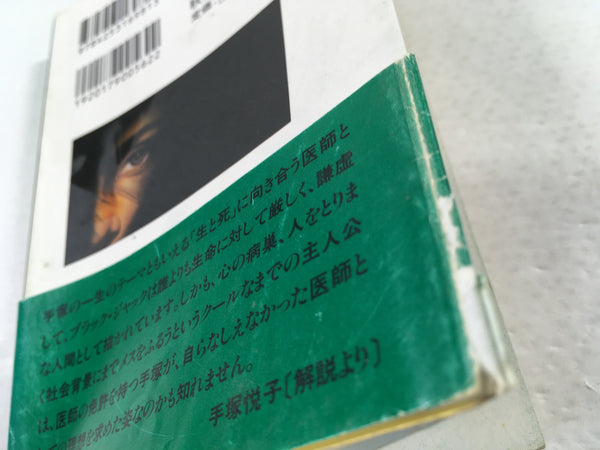 9784253169813
1920179005622
手塚の一生のテーマともいえる「生と死」に向き合う医師と
して、ブラック・ジャックは誰よりも生命に対して厳しく、謙虚
な人間として描かれています。しかも、心の病巣、人をとりま
く社会背景にまでメスをふるうというクールなまでの主人公
は、医師の免許を持つ手塚が、自らなしえなかった医師と
ての理想を求めた姿なのかも知れません。
手塚悦子〔解説より〕